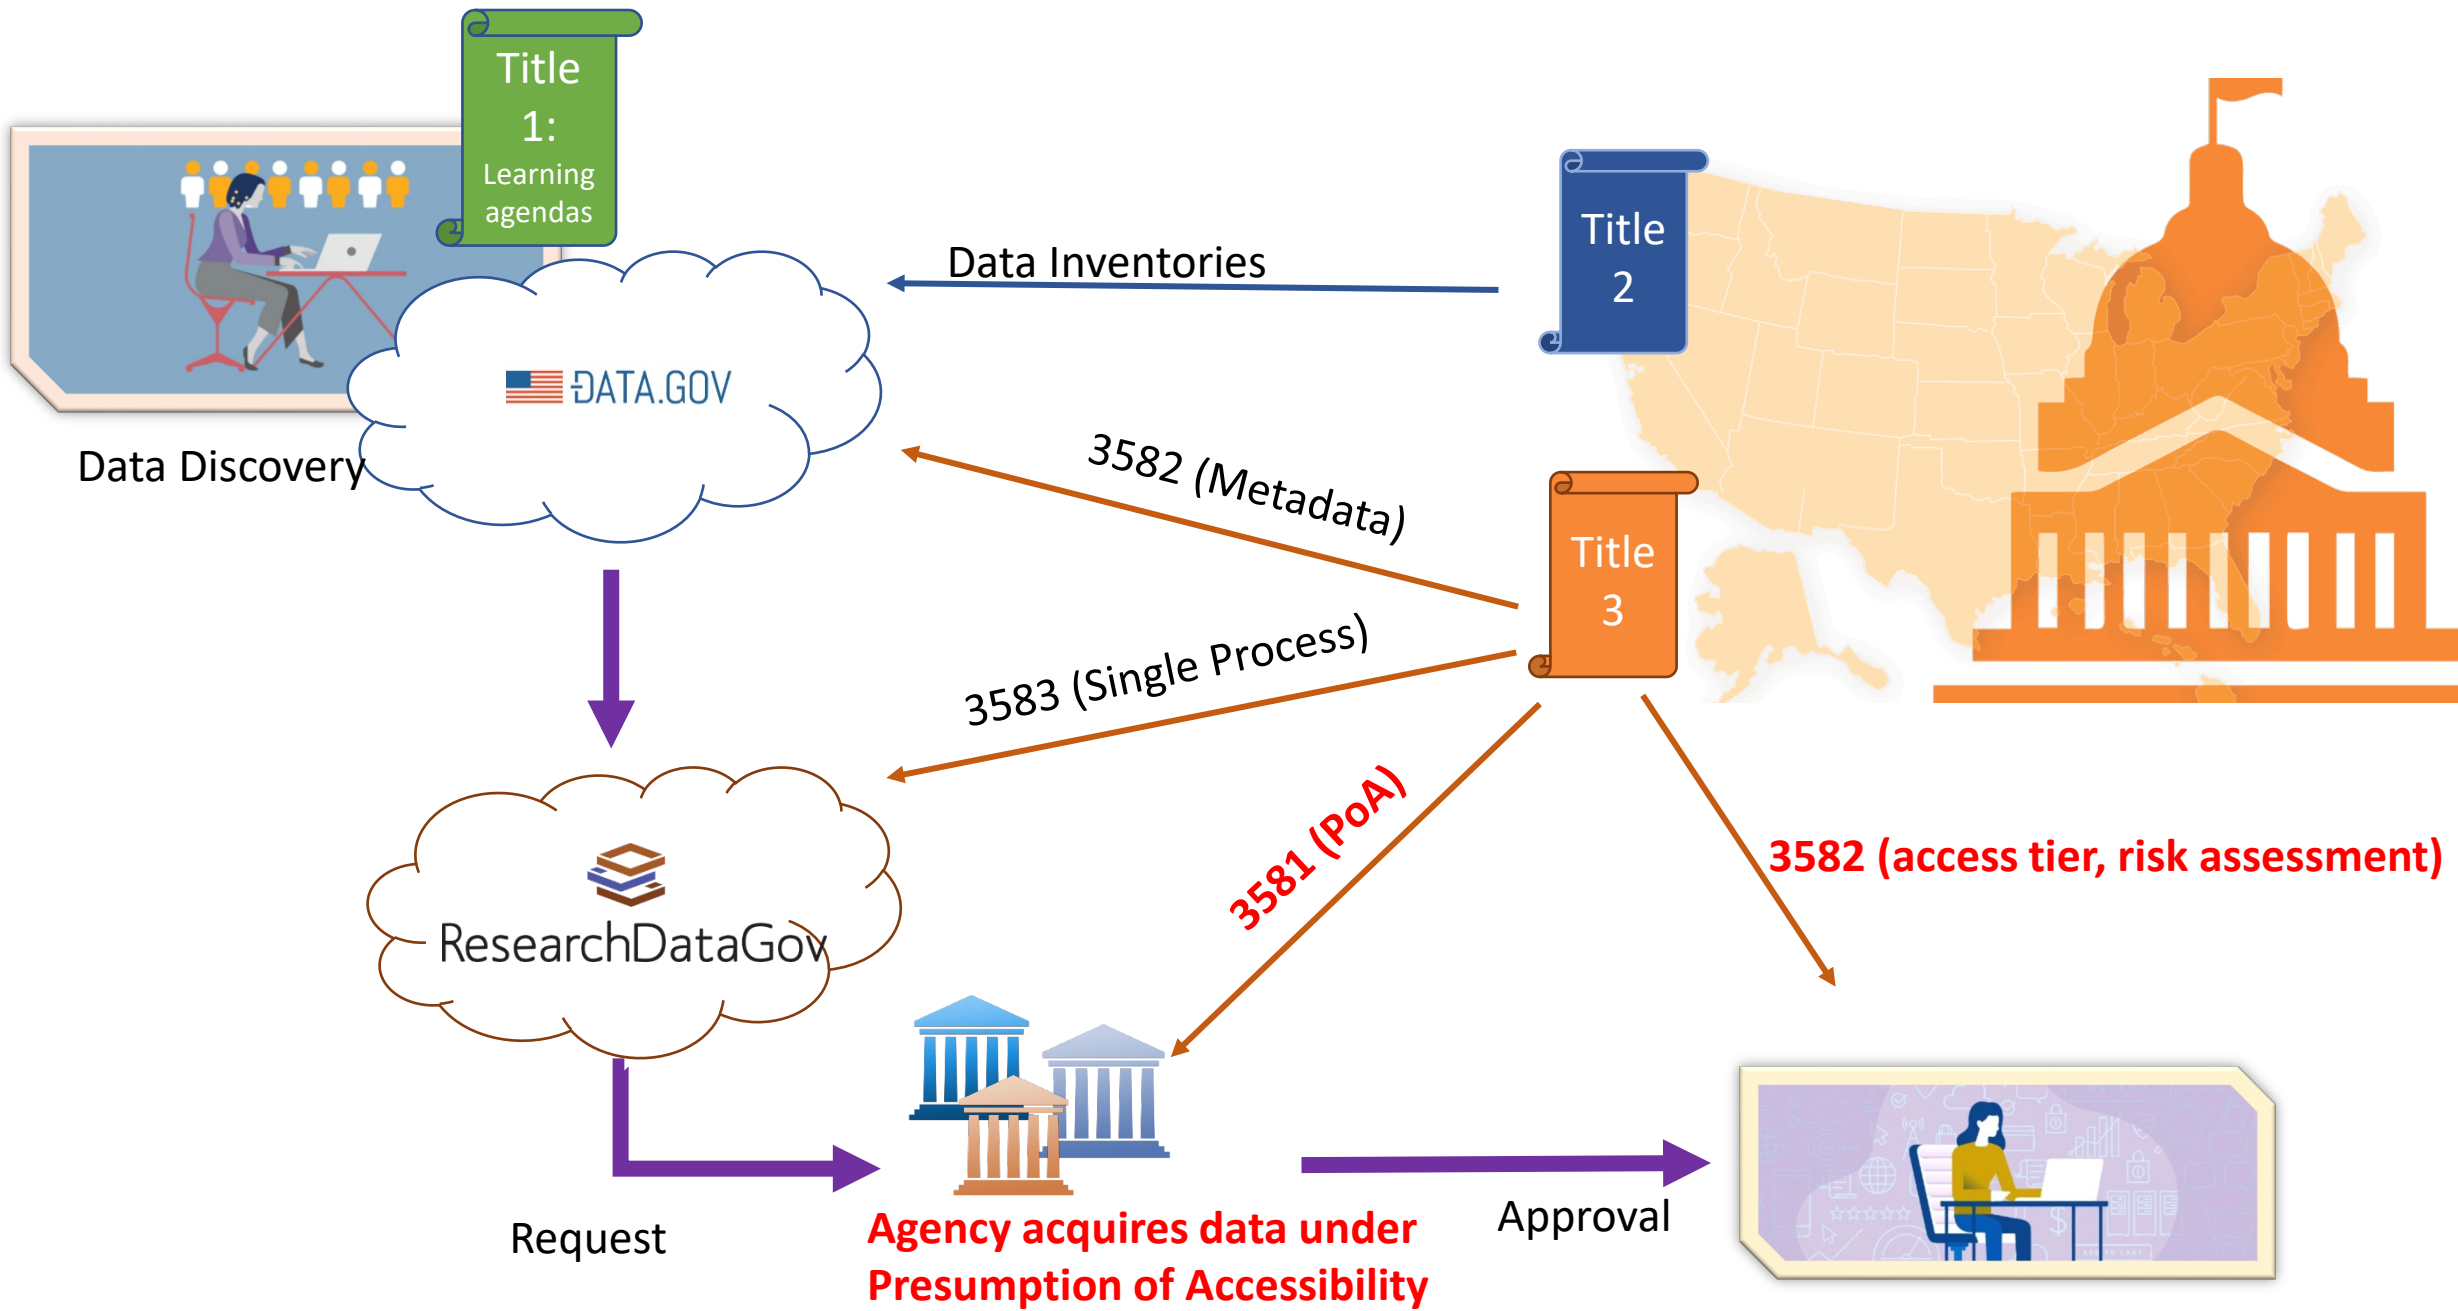 Title
1:
Learning
agendas
Data Inventories
Title
2
DATA.GOV
Data Discovery
3582 (Metadata)
Title
3
3583 (Single Process)
3581 (PoA)
3582 (access tier, risk assessment)
ResearchDataGov
Request
Agency acquires data under
Presumption of Accessibility
Approval